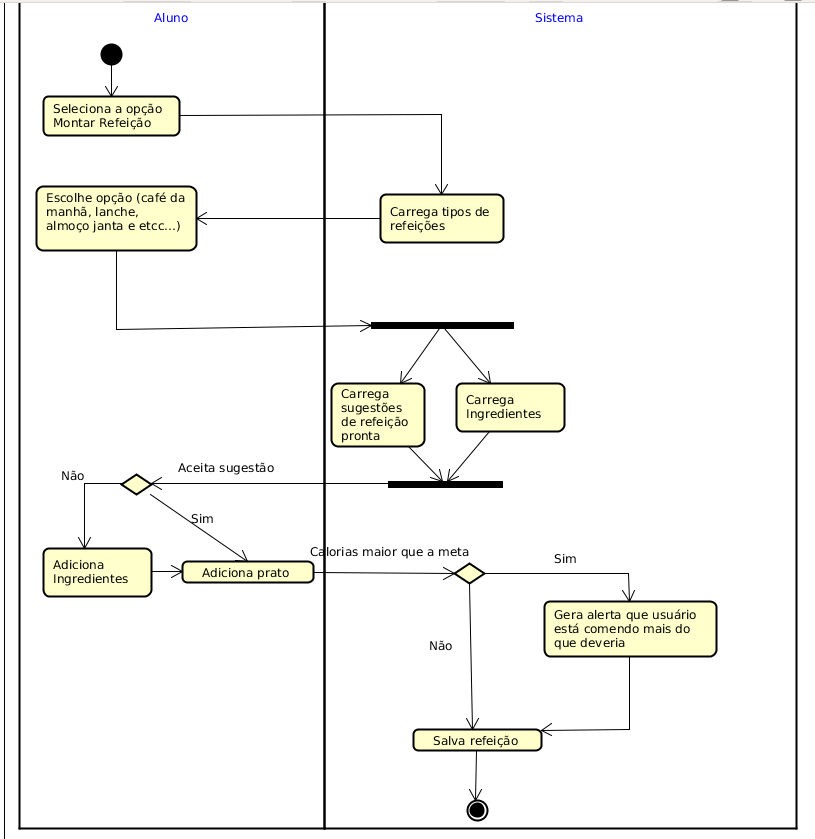 Aluno
Sistema
Seleciona a opção
Montar Refeição
Escolhe opção (café da
manhã, lanche,
almoço janta e etcc...)
Carrega tipos de
refeições
Carrega
sugestões
de refeição
pronta
Carrega
Ingredientes
Aceita sugestão
Não
Sim
Adiciona
Ingredientes
Adiciona prato
Calorias maior que a meta
Sim
Gera alerta que usuário
está comendo mais do
que deveria
Não
Salva refeição